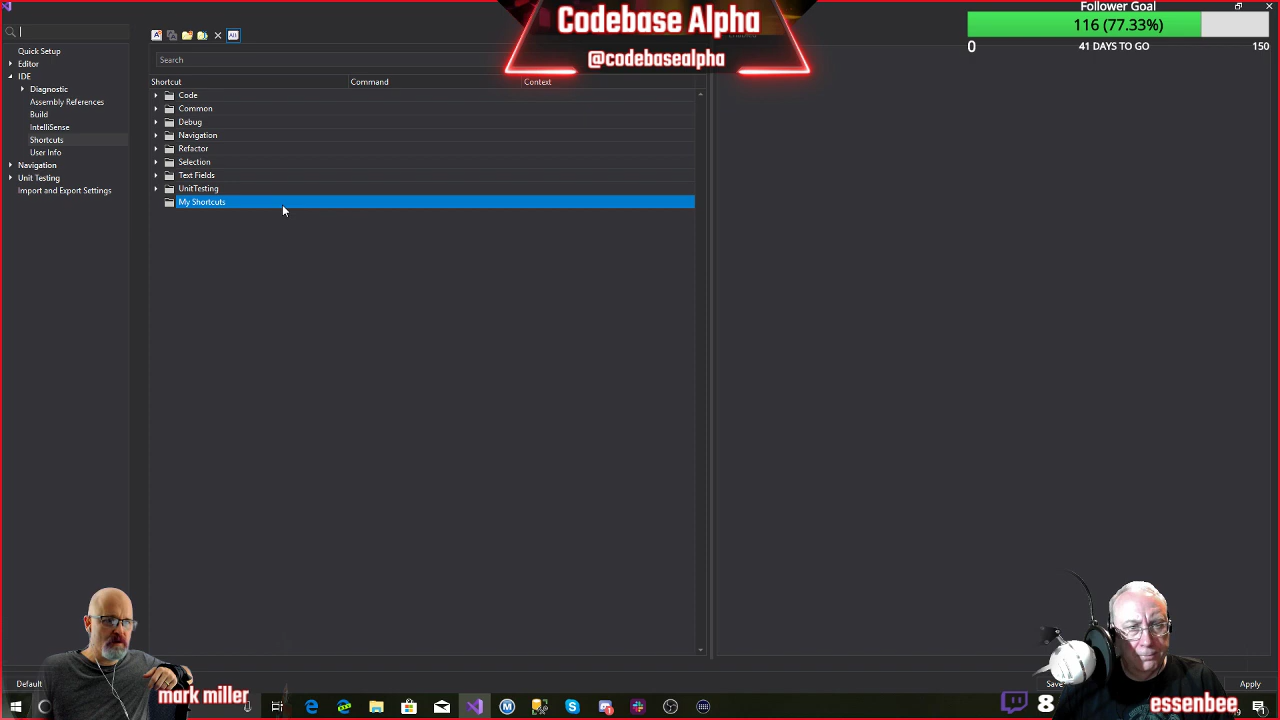 Codebase Alpha
@codebasealpha
Follower Goal
116 (77.33%)
0
41 DAYS TO GO
150
Quick Setup
Editor
IDE
Diagnostic
Assembly References
Build
IntelliSense
Shortcuts
User Info
Navigation
Unit Testing
Import and Export Settings
Search
Shortcut
Command
Context
Code
Common
Debug
Navigation
Refactor
Selection
Text Fields
UnitTesting
My Shortcuts
Default
Save
Apply
mark miller
8
essenbee